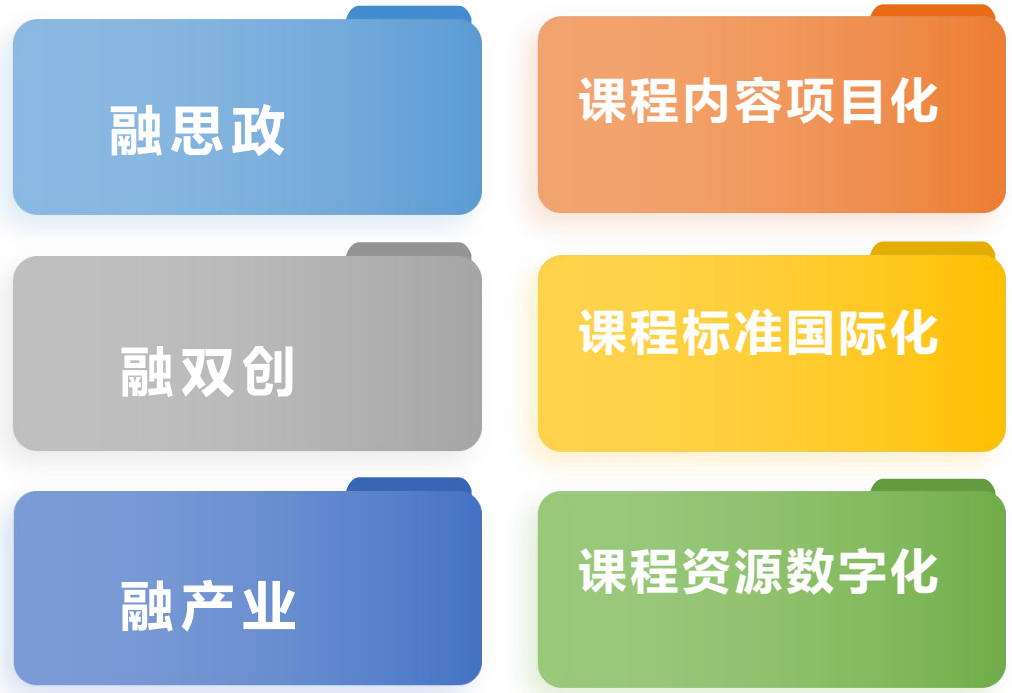 融思政
课程内容项目化
融双创
课程标准国际化
融产业
课程资源数字化